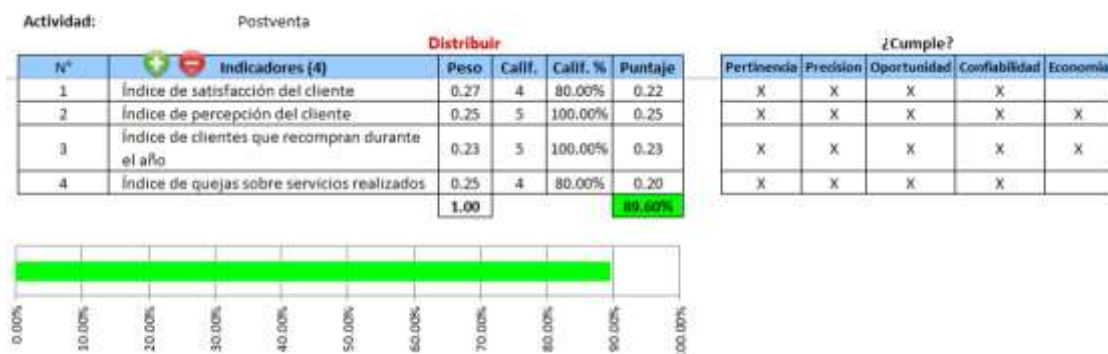 Actividad: Postventa
Distribuir
¿Cumple?
N° Indicadores (4) Peso Calif. Calif. % Puntaje Pertinencia Precision Oportunidad Confiabilidad Economia
1 Índice de satisfacción del cliente 0.27 4 80.00% 0.22 X X X X
2 Índice de percepción del cliente 0.25 5 100.00% 0.25 X X X X X
3 Índice de clientes que recompran durante
el año 0.23 5 100.00% 0.23 X X X X X
4 Índice de quejas sobre servicios realizados 0.25 4 80.00% 0.20 X X X X
1.00 89.60%
0.00% 10.00% 20.00% 30.00% 40.00% 50.00% 60.00% 70.00% 80.00% 90.00% 100.00%